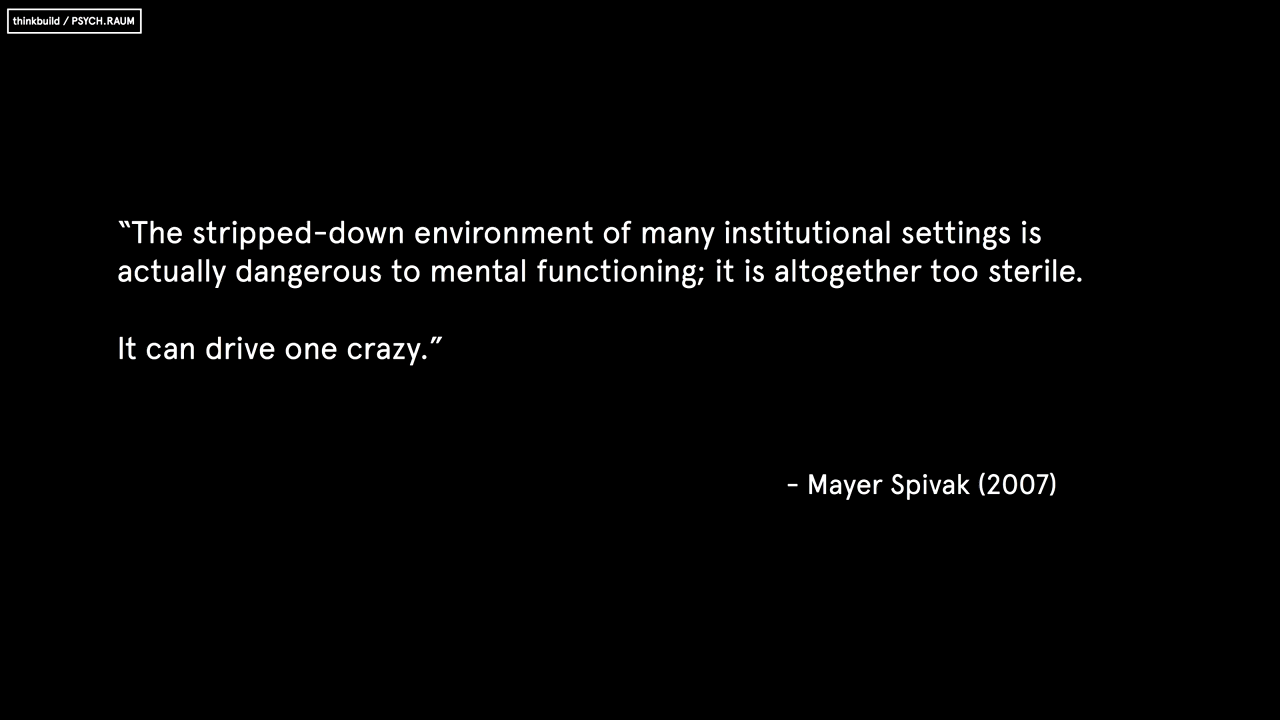 thinkbuild / PSYCH.RAUM
“The stripped-down environment of many institutional settings is
actually dangerous to mental functioning; it is altogether too sterile.
It can drive one crazy.”
- Mayer Spivak (2007)